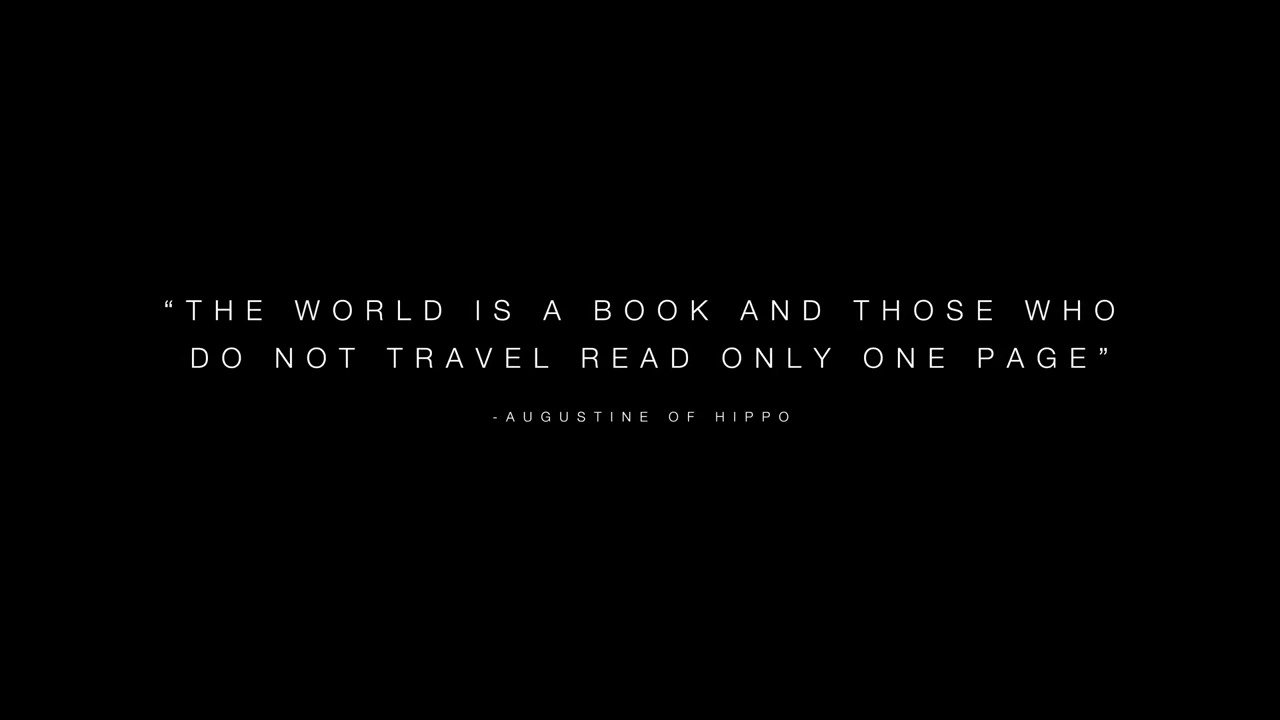 “THE WORLD IS A BOOK AND THOSE WHO
DO NOT TRAVEL READ ONLY ONE PAGE”
-AUGUSTINE OF HIPPO